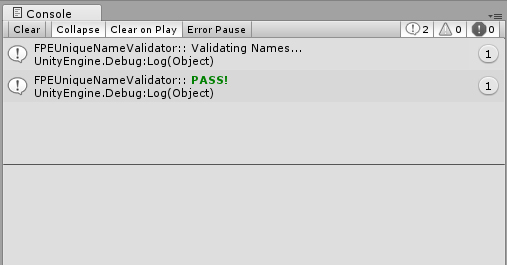 Console
Clear Collapse Clear on Play Error Pause 2 0 0
FPEUniqueNameValidator:: Validating Names...
UnityEngine.Debug:Log(Object)
1
FPEUniqueNameValidator:: PASS!
UnityEngine.Debug:Log(Object)
1